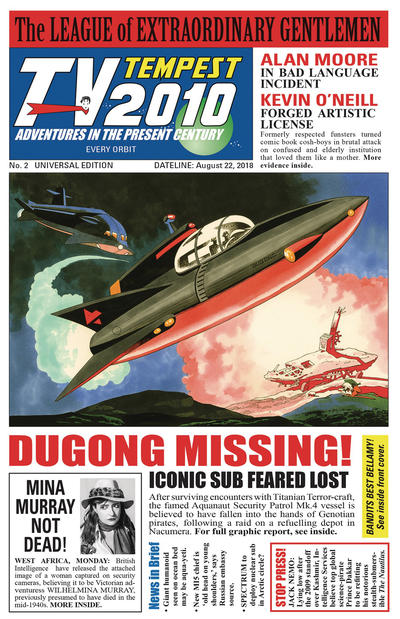 The LEAGUE of EXTRAORDINARY GENTLEMEN
TV TEMPEST
2010
ADVENTURES IN THE PRESENT CENTURY
EVERY ORBIT
No. 2 UNIVERSAL EDITION
DATELINE: August 22, 2018
ALAN MOORE
IN BAD LANGUAGE
INCIDENT
KEVIN O'NEILL
FORGED ARTISTIC
LICENSE
Formerly respected funsters turned
comic book cosh-boys in brutal attack
on confused and elderly institution
that loved them like a mother. More
evidence inside.
DUGONG MISSING!
BANDITS BEST BELLAMY!
See inside front cover.
ICONIC SUB FEARED LOST
After surviving encounters with Titanian Terror-craft,
the famed Aquanaut Security Patrol Mk.4 vessel is
believed to have fallen into the hands of Genotian
pirates, following a raid on a refuelling depot in
Nacumera. For full graphic report, see inside.
MINA
MURRAY
NOT
DEAD!
WEST AFRICA, MONDAY: British
Intelligence have released the attached
image of a woman captured on security
cameras, believing it to be Victorian ad-
venturess WILHELMINA MURRAY,
previously presumed to have died in the
mid-1940s. MORE INSIDE.
News in Brief
• Giant humanoid
seen on ocean bed
may be squatter.
• New MI5 chief is
'old head on young
shoulders,' says
Russian embassy
source.
• SPECTRUM to
deploy nuclear sub
in Arctic circle?
STOP PRESS!
JACK NEMO:
Lying low after
the 2009 standoff
over Kashmir, In-
telligence Services
believe top global
science-pirate
Prince Dakkar
to be refitting
his notorious
stealth-submers-
ible The Nautilus.